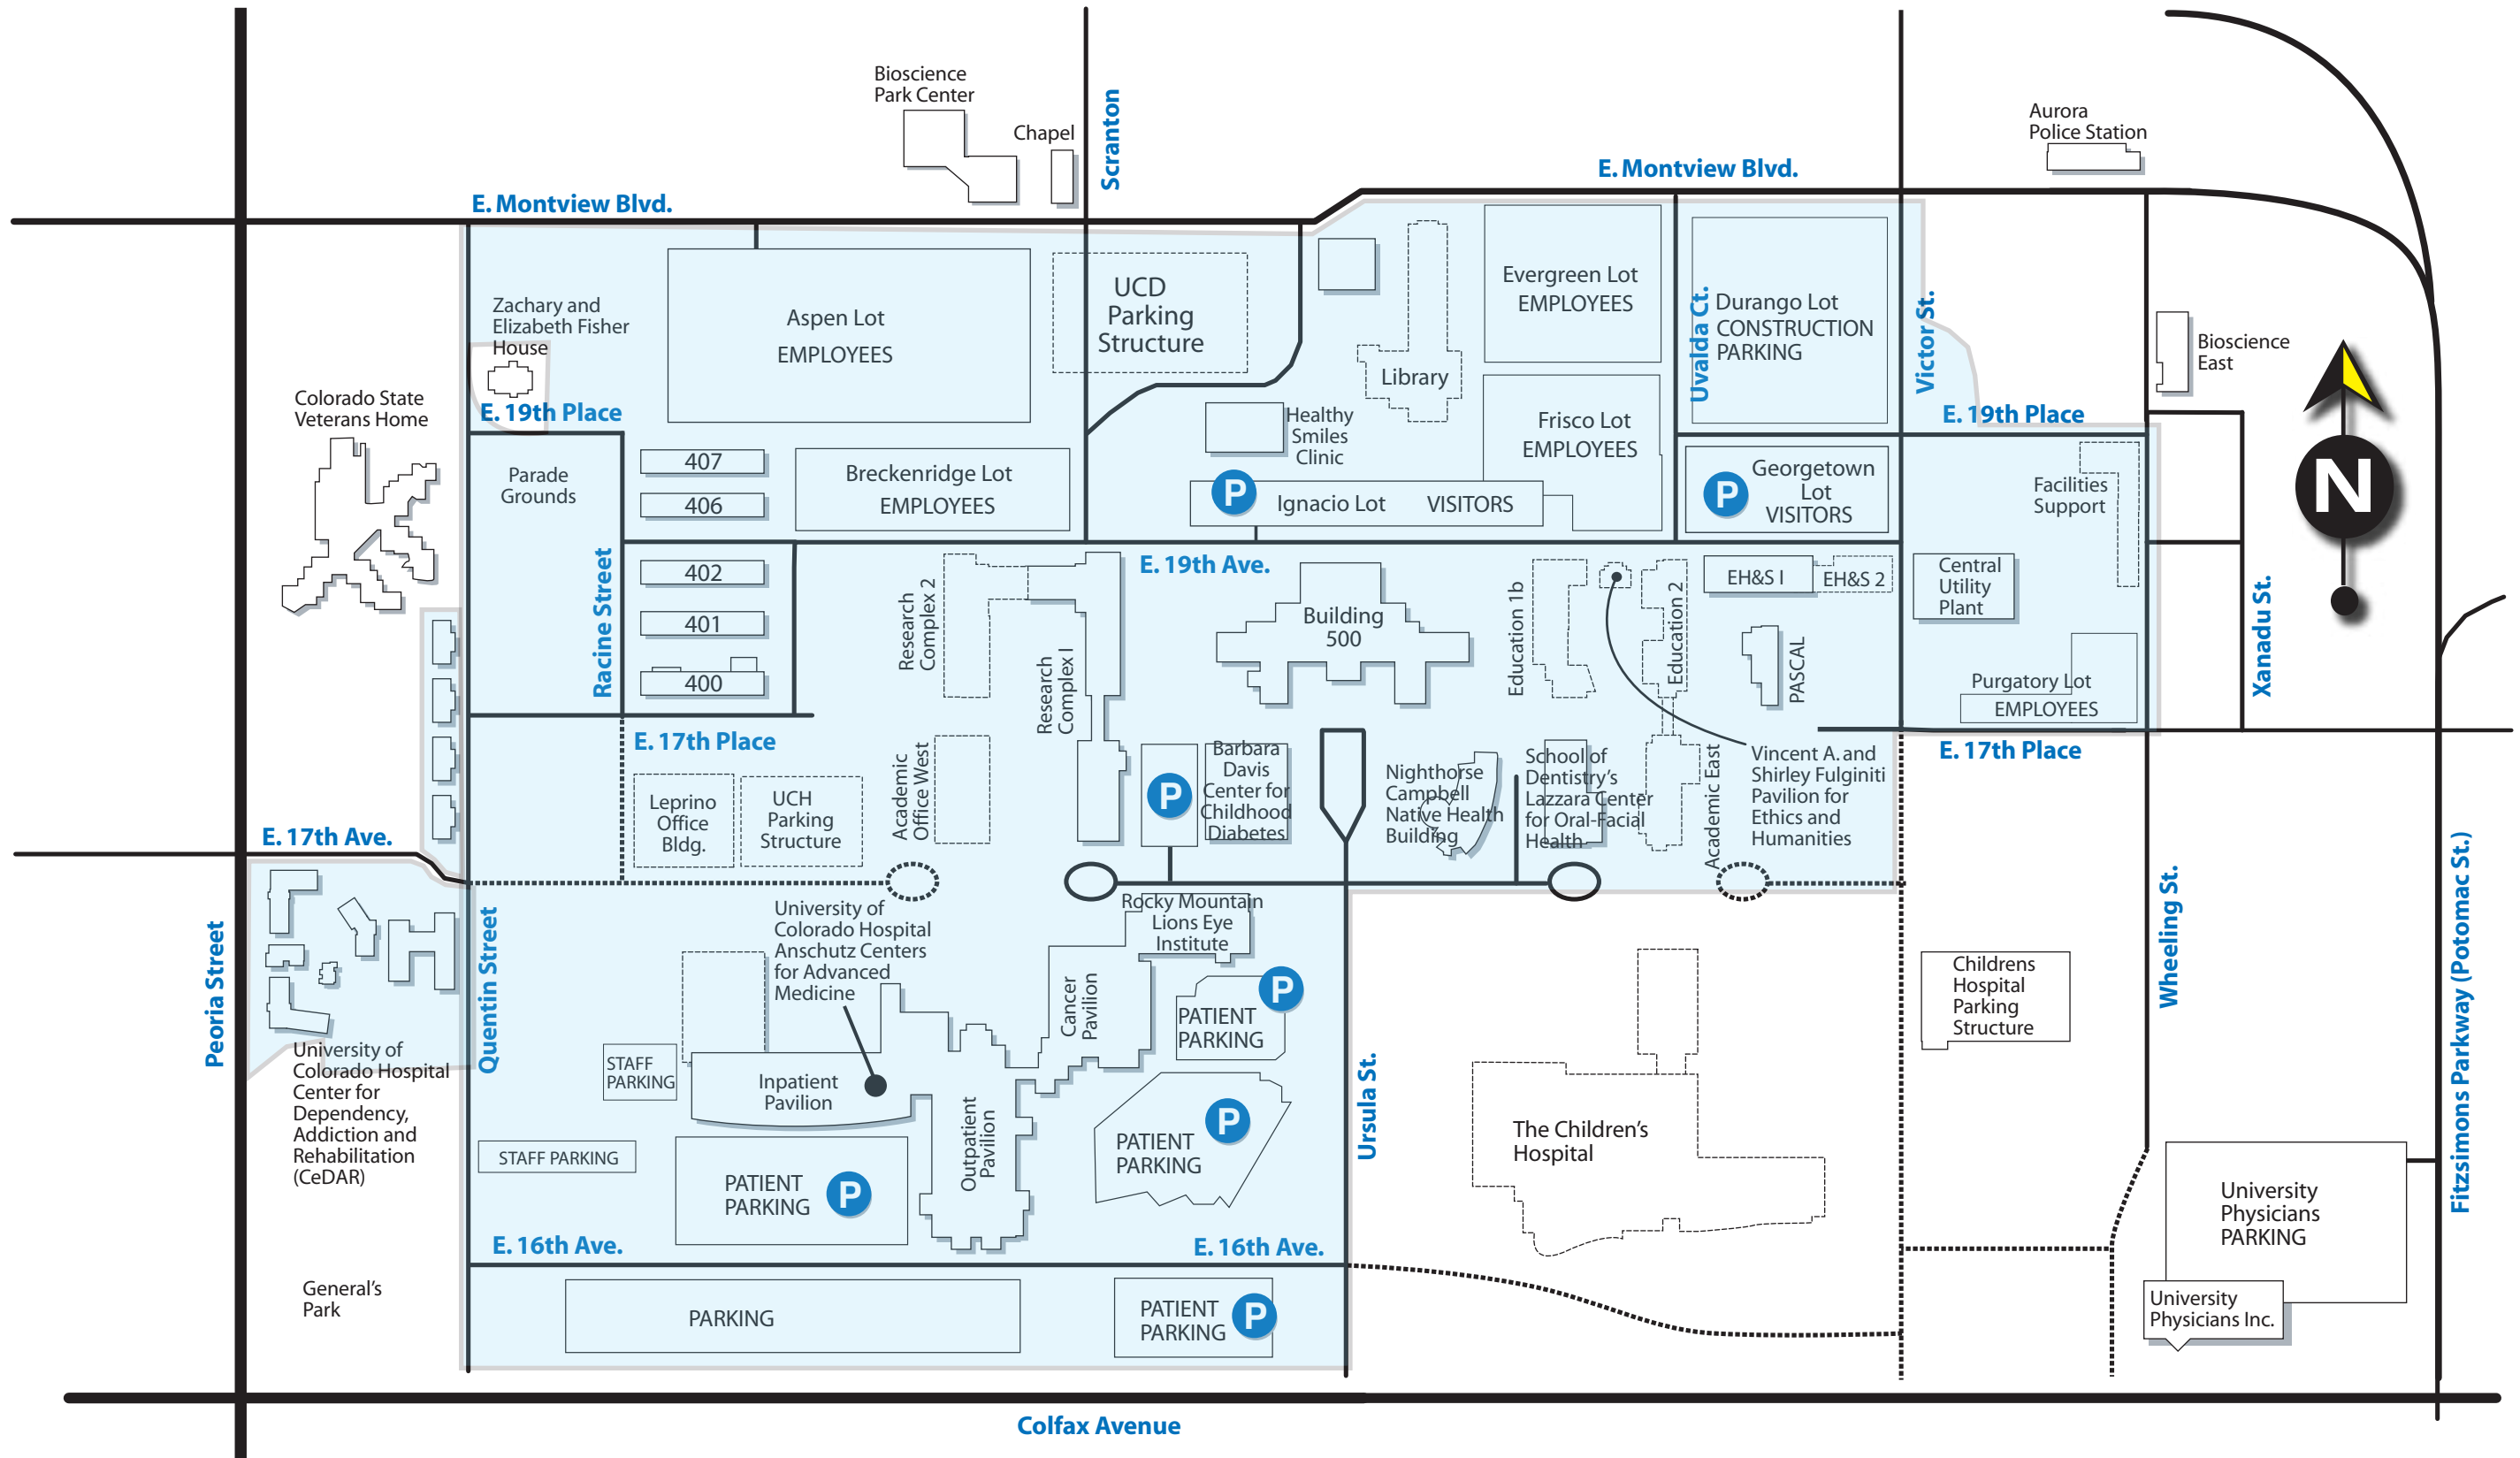 Bioscience
Park Center
Chapel
Scranton
Aurora
Police Station
E. Montview Blvd.
E. Montview Blvd.
Zachary and
Elizabeth Fisher
House
Aspen Lot
EMPLOYEES
UCD
Parking
Structure
Library
Evergreen Lot
EMPLOYEES
Uvalda Ct.
Durango Lot
CONSTRUCTION
PARKING
Victor St.
Bioscience
East
Colorado State
Veterans Home
E. 19th Place
E. 19th Place
Healthy
Smiles
Clinic
Frisco Lot
EMPLOYEES
Parade
Grounds
407
406
Breckenridge Lot
EMPLOYEES
P
Ignacio Lot VISITORS
P
Georgetown
Lot
VISITORS
Facilities
Support
N
Racine Street
402
401
400
Research
Complex 2
Research
Complex I
E. 19th Ave.
Building
500
Education 1b
Education 2
EH&S I
EH&S 2
PASCAL
Central
Utility
Plant
Purgatory Lot
EMPLOYEES
Xanadu St.
E. 17th Place
E. 17th Place
Leprino
Office
Bldg.
UCH
Parking
Structure
Academic
Office West
P
Barbara
Davis
Center for
Childhood
Diabetes
Nighthorse
Campbell
Native Health
Building
School of
Dentistry's
Lazzara Center
for Oral-Facial
Health
Academic East
Vincent A. and
Shirley Fulginiti
Pavilion for
Ethics and
Humanities
E. 17th Ave.
Peoria Street
Quentin Street
University of
Colorado Hospital
Anschutz Centers
for Advanced
Medicine
Rocky Mountain
Lions Eye
Institute
Cancer
Pavilion
P
PATIENT
PARKING
Childrens
Hospital
Parking
Structure
Wheeling St.
Fitzsimons Parkway (Potomac St.)
University of
Colorado Hospital
Center for
Dependency,
Addiction and
Rehabilitation
(CeDAR)
STAFF
PARKING
Inpatient
Pavilion
Outpatient
Pavilion
P
PATIENT
PARKING
Ursula St.
The Children's
Hospital
STAFF PARKING
PATIENT
PARKING
P
University
Physicians
PARKING
E. 16th Ave.
E. 16th Ave.
General's
Park
PARKING
PATIENT
PARKING
P
University
Physicians Inc.
Colfax Avenue